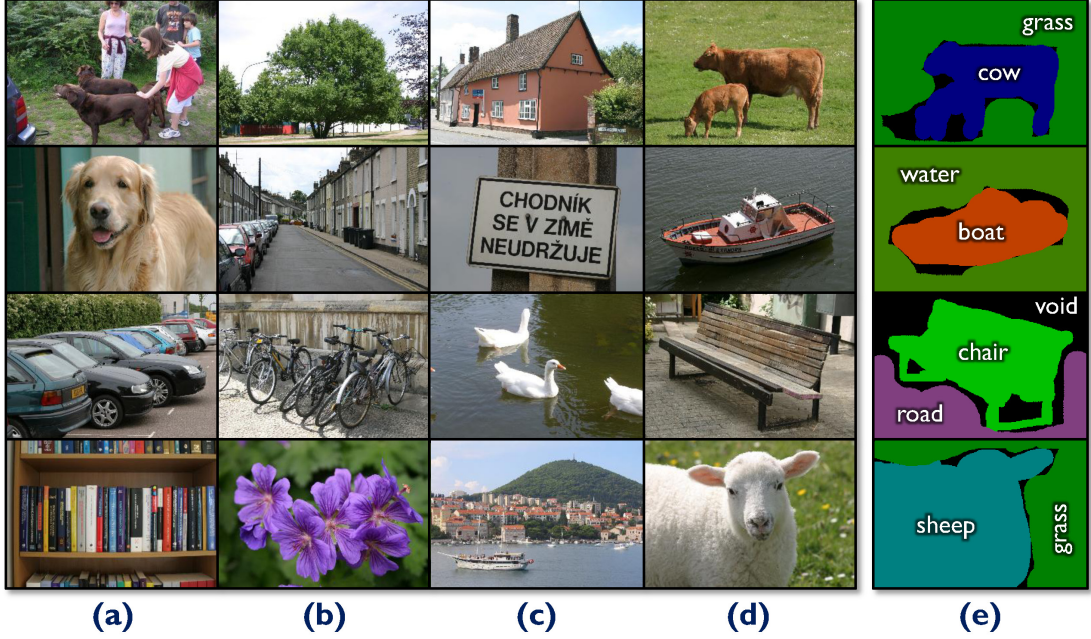 grass
cow
water
CHODNÍK
SE V ZIMĚ
NEUDRŽUJE
boat
void
chair
road
sheep
grass
(a)
(b)
(c)
(d)
(e)